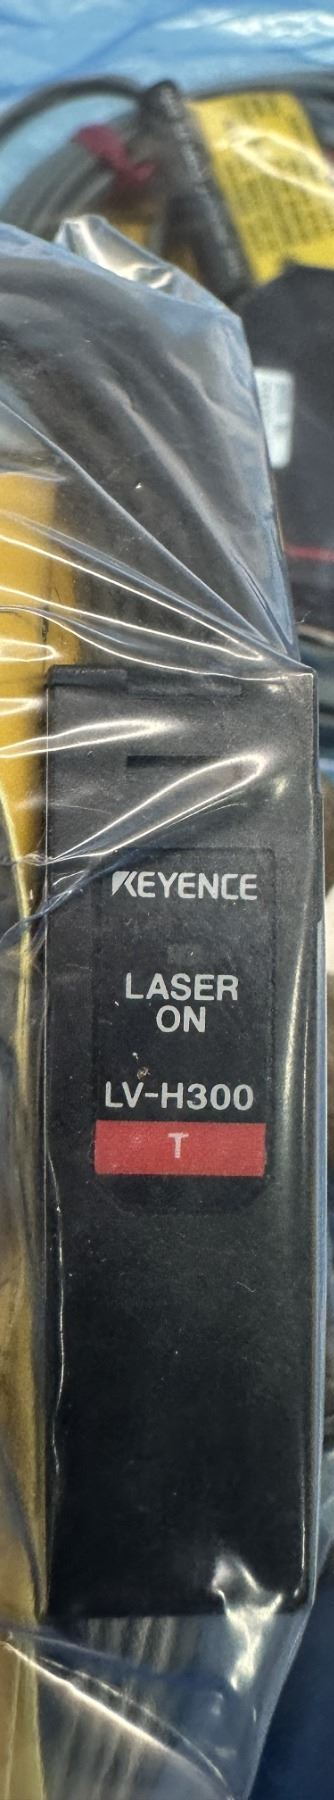 KEYENCE
LASER
ON
LV-H300
T